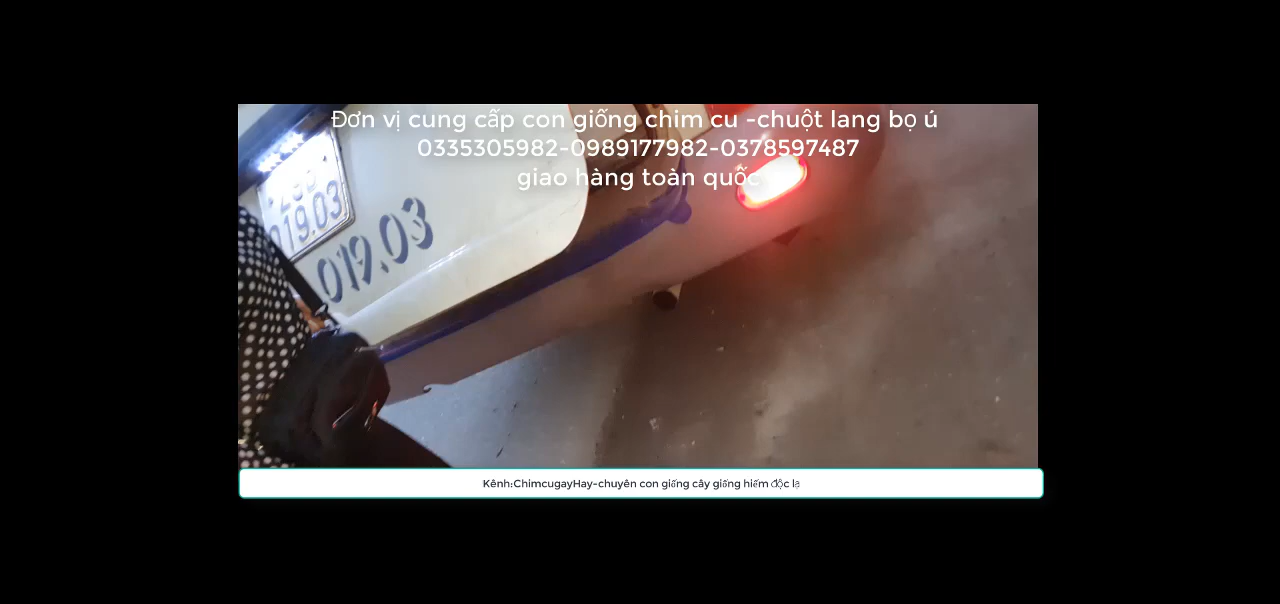 Đơn vị cung cấp con giống chim cu -chuột lang bọ ú
0335305982-0989177982-0378597487
giao hàng toàn quốc
019.03
019.03
Kênh:ChimcugayHay-chuyên con giống cây giống hiếm độc lạ